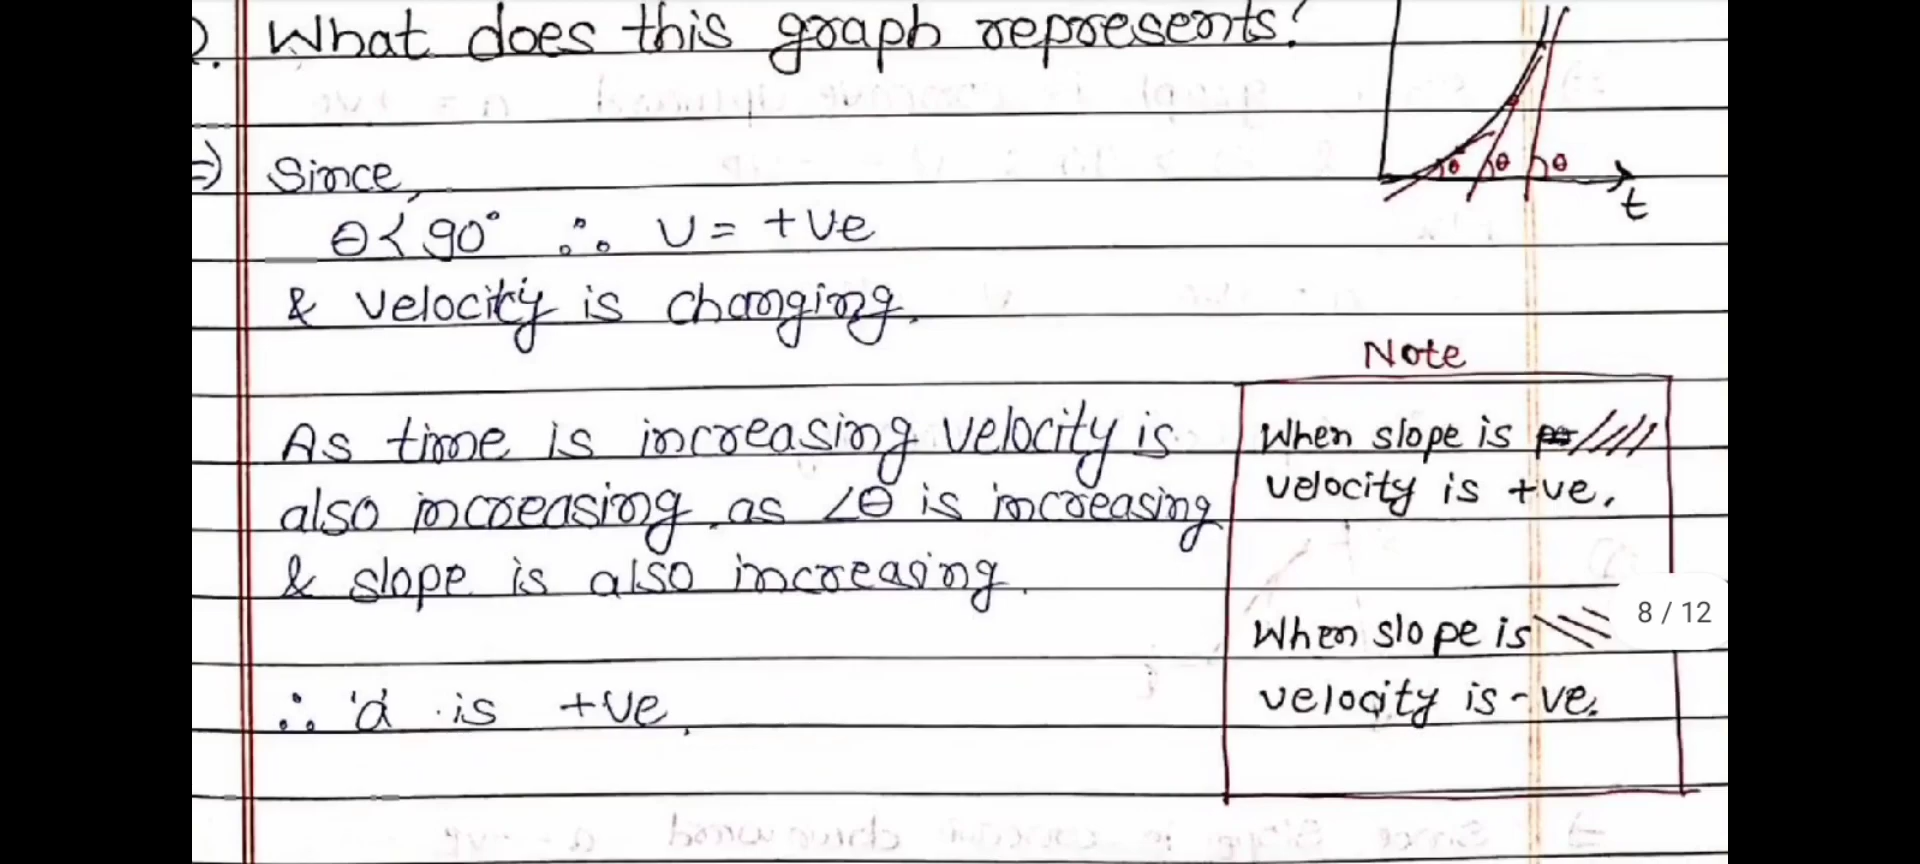 2. What does this graph represents?
t
θ θ θ
⇒) Since,
θ < 90° ∴ v = +ve
& velocity is changing.
Note
As time is increasing velocity is
also increasing as ∠θ is increasing
& slope is also increasing.
∴ 'a' is +ve.
When slope is ////
velocity is +ve.
When slope is \\\
velocity is -ve.
8 / 12